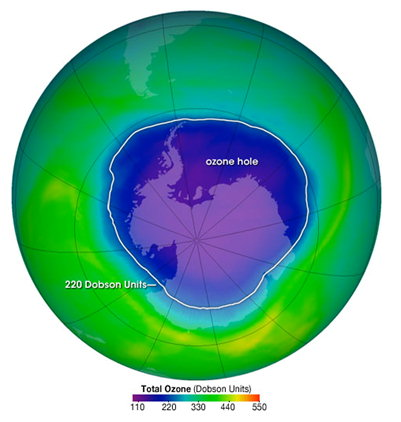 ozone hole
220 Dobson Units
Total Ozone (Dobson Units)
110 220 330 440 550